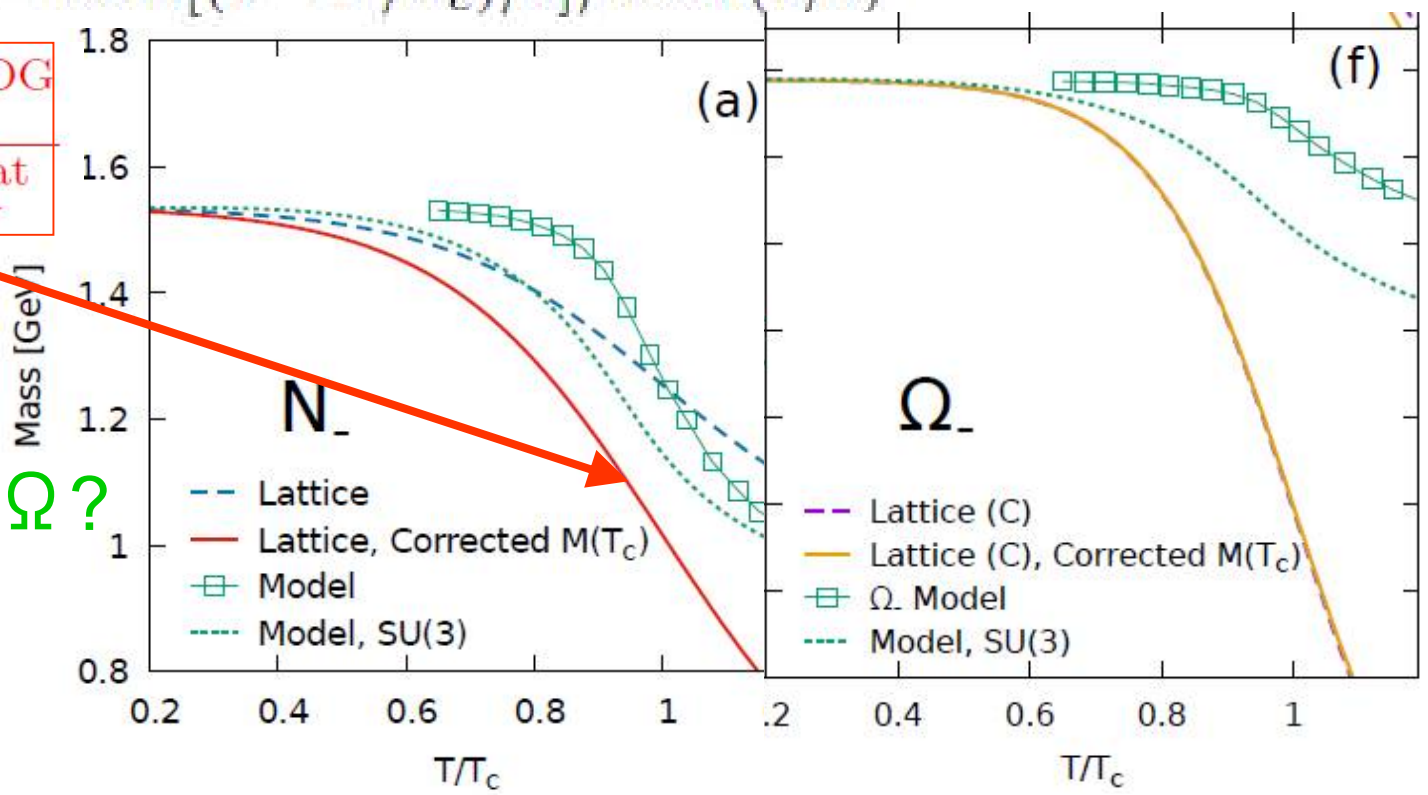 DG
at
(a)
1.8
1.6
1.4
1.2
1
0.8
Mass [GeV]
N-
Ω ?
Lattice
Lattice, Corrected M(Tc)
Model
Model, SU(3)
0.2 0.4 0.6 0.8 1
T/Tc
(f)
Ω-
Lattice (C)
Lattice (C), Corrected M(Tc)
Ω- Model
Model, SU(3)
.2 0.4 0.6 0.8 1
T/Tc